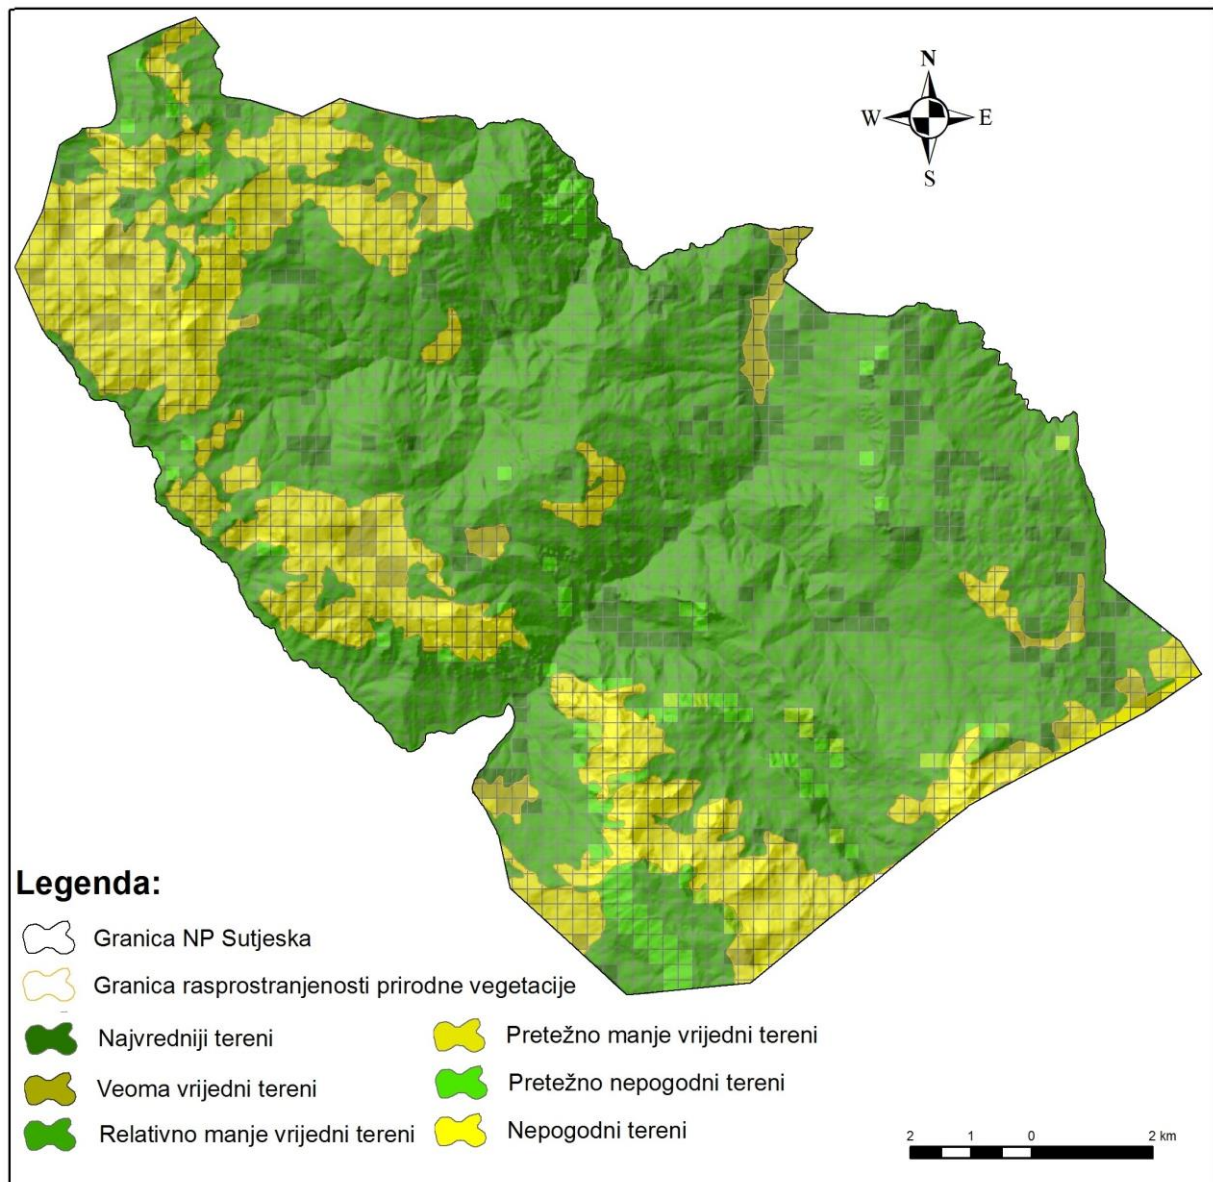 N
W E
S
Legenda:
Granica NP Sutjeska
Granica rasprostranjenosti prirodne vegetacije
Najvredniji tereni
Veoma vrijedni tereni
Relativno manje vrijedni tereni
Pretežno manje vrijedni tereni
Pretežno nepogodni tereni
Nepogodni tereni
2 1 0 2 km